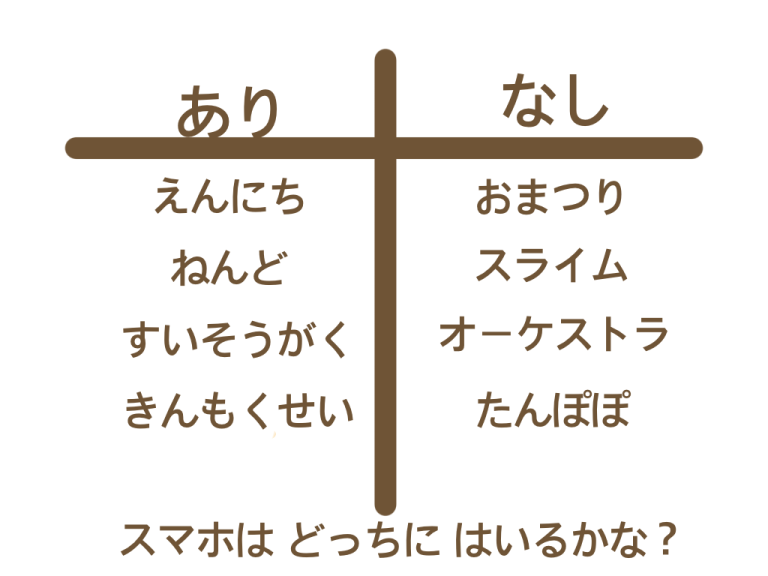 あり なし
えんにち おまつり
ねんど スライム
すいそうがく オーケストラ
きんもくせい たんぽぽ
スマホは どっちに はいるかな？